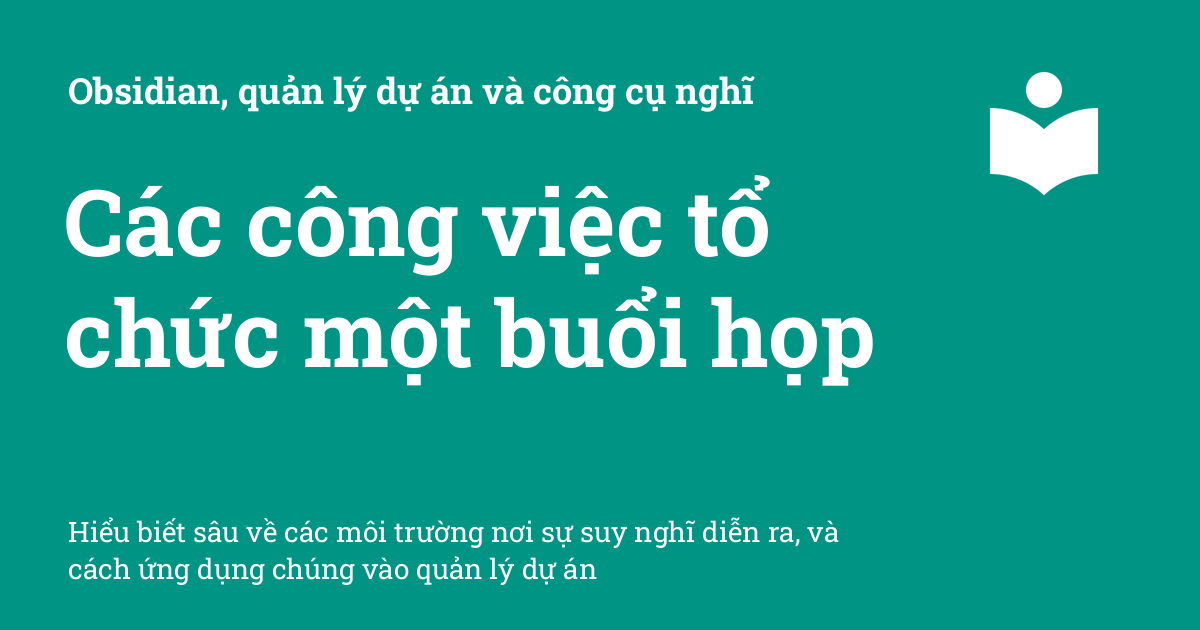 Obsidian, quản lý dự án và công cụ nghĩ
Các công việc tổ
chức một buổi họp
Hiểu biết sâu về các môi trường nơi sự suy nghĩ diễn ra, và
cách ứng dụng chúng vào quản lý dự án